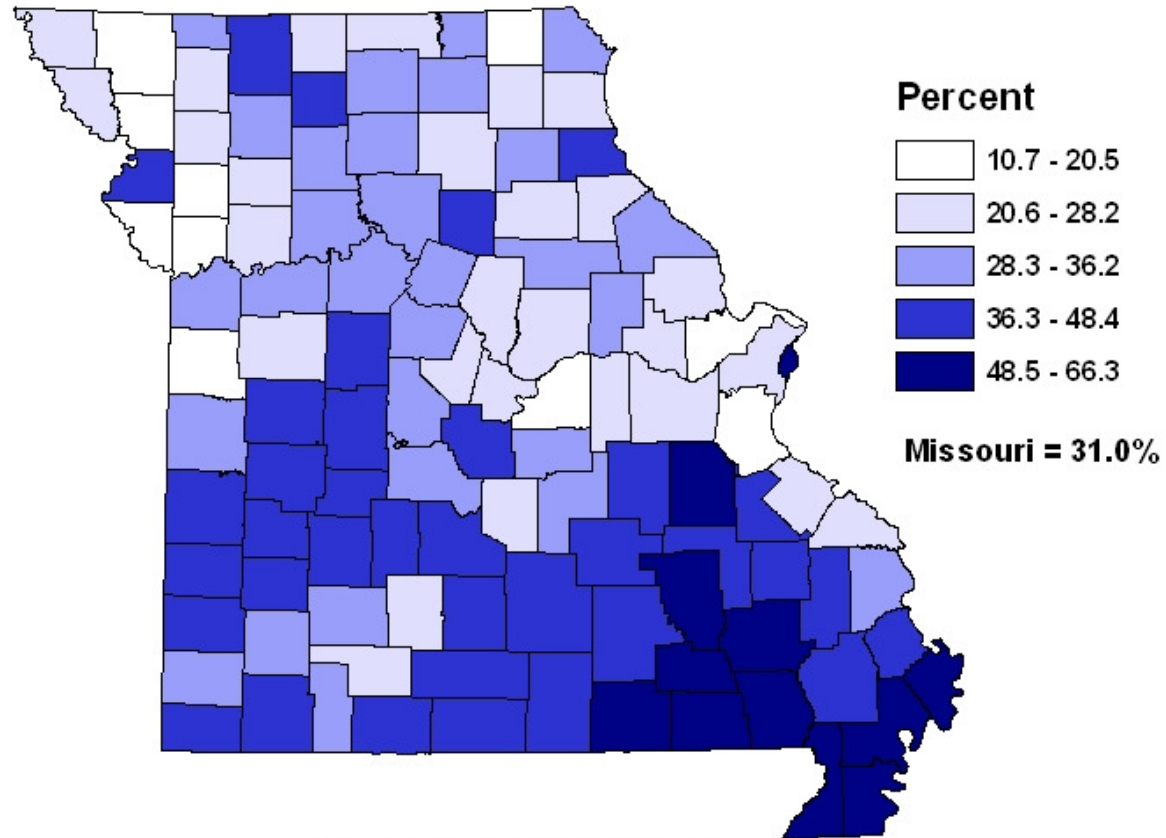 Percent
10.7 - 20.5
20.6 - 28.2
28.3 - 36.2
36.3 - 48.4
48.5 - 66.3
Missouri = 31.0%